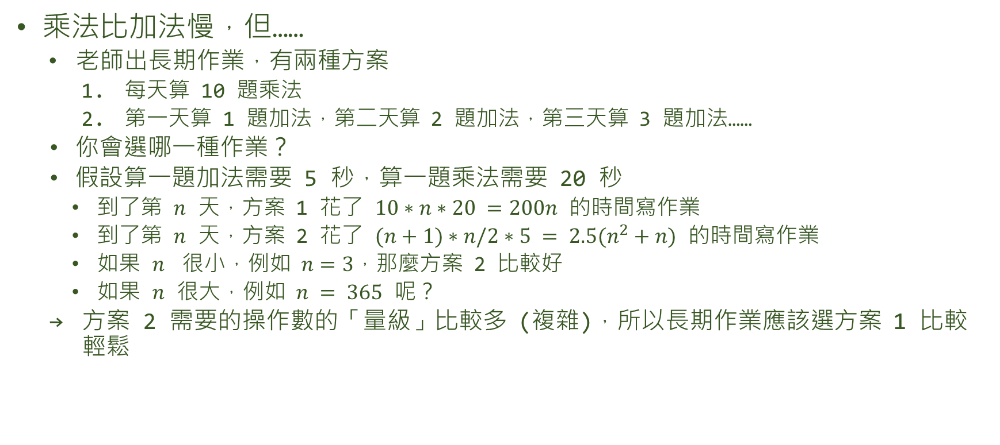 • 乘法比加法慢，但……
• 老師出長期作業，有兩種方案
1. 每天算 10 題乘法
2. 第一天算 1 題加法，第二天算 2 題加法，第三天算 3 題加法……
• 你會選哪一種作業？
• 假設算一題加法需要 5 秒，算一題乘法需要 20 秒
• 到了第 n 天，方案 1 花了 10 ∗ n ∗ 20 = 200n 的時間寫作業
• 到了第 n 天，方案 2 花了 (n + 1) ∗ n/2 ∗ 5 = 2.5(n² + n) 的時間寫作業
• 如果 n 很小，例如 n = 3，那麼方案 2 比較好
• 如果 n 很大，例如 n = 365 呢？
→ 方案 2 需要的操作數的「量級」比較多 (複雜)，所以長期作業應該選方案 1 比較
輕鬆